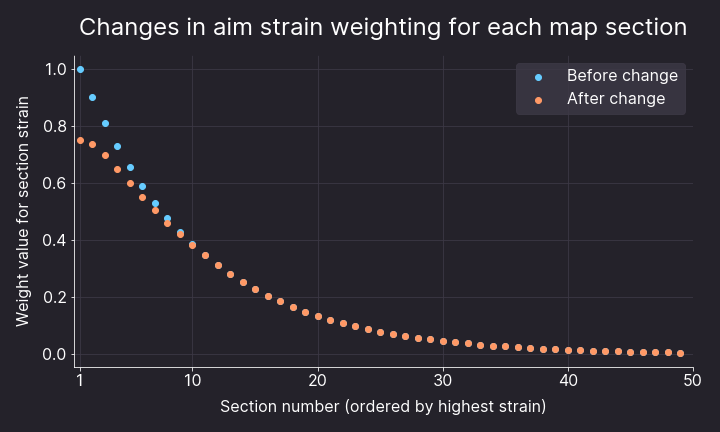 Changes in aim strain weighting for each map section
Before change
After change
Weight value for section strain
1.0
0.8
0.6
0.4
0.2
0.0
1 10 20 30 40 50
Section number (ordered by highest strain)